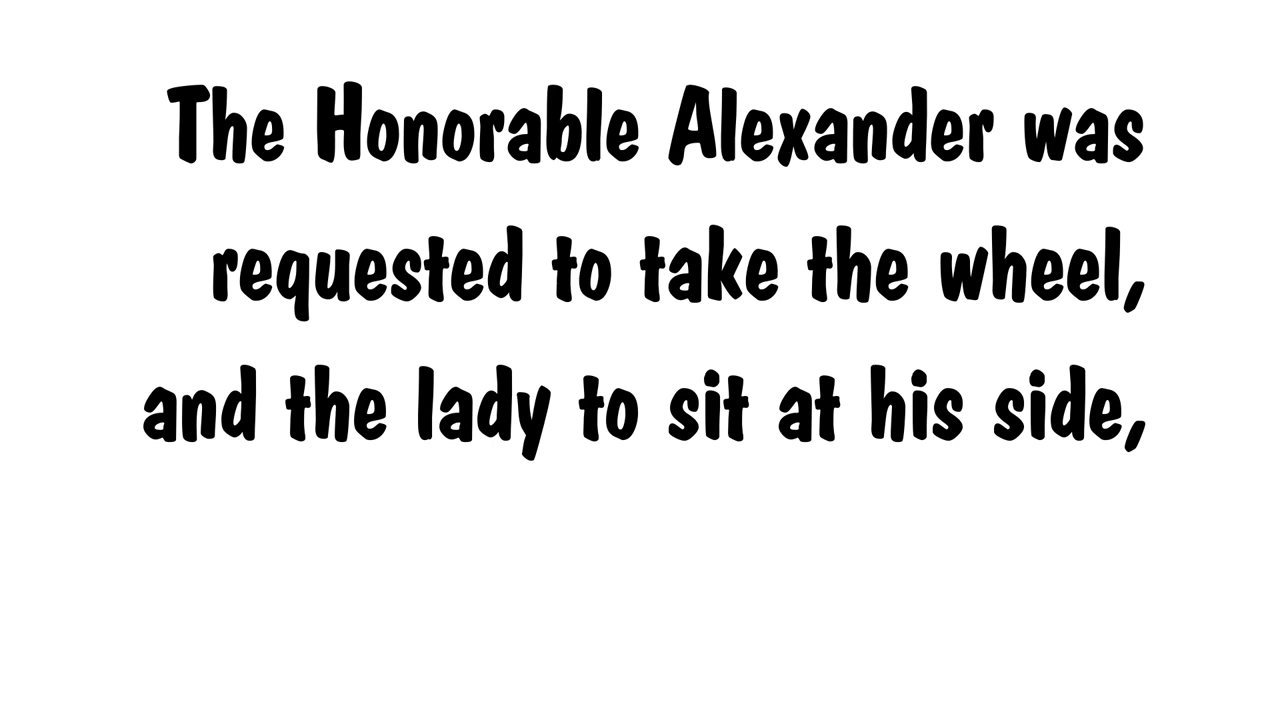 The Honorable Alexander was
requested to take the wheel,
and the lady to sit at his side,